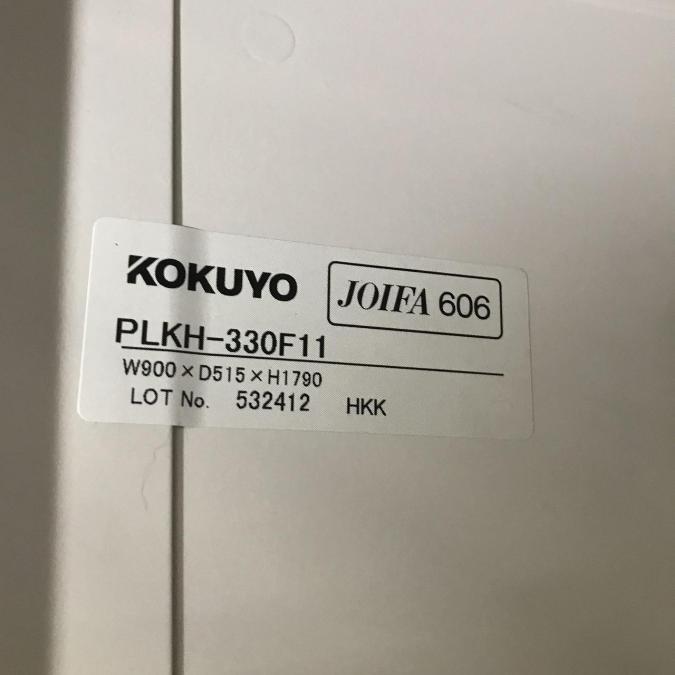 KOKUYO
JOIFA 606
PLKH-330F11
W900×D515×H1790
LOT No. 532412 HKK